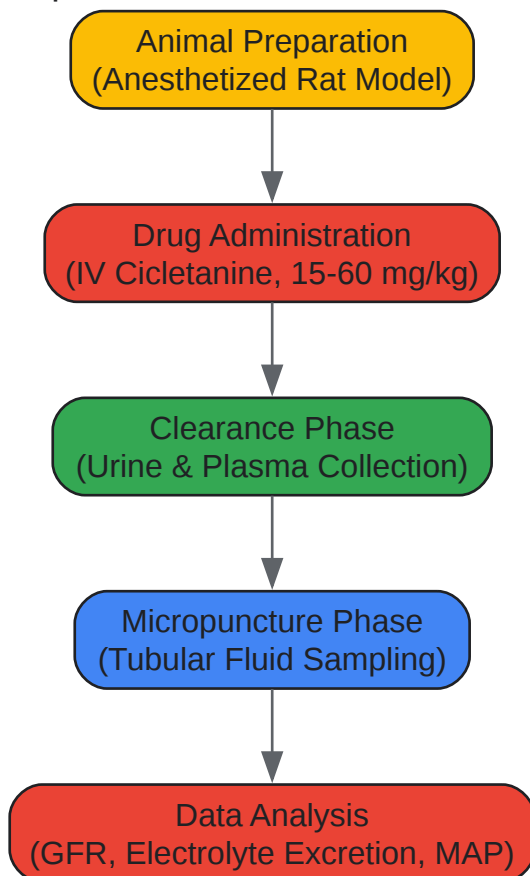 Animal Preparation
(Anesthetized Rat Model)
Drug Administration
(IV Cicletanine, 15-60 mg/kg)
Clearance Phase
(Urine & Plasma Collection)
Micropuncture Phase
(Tubular Fluid Sampling)
Data Analysis
(GFR, Electrolyte Excretion, MAP)